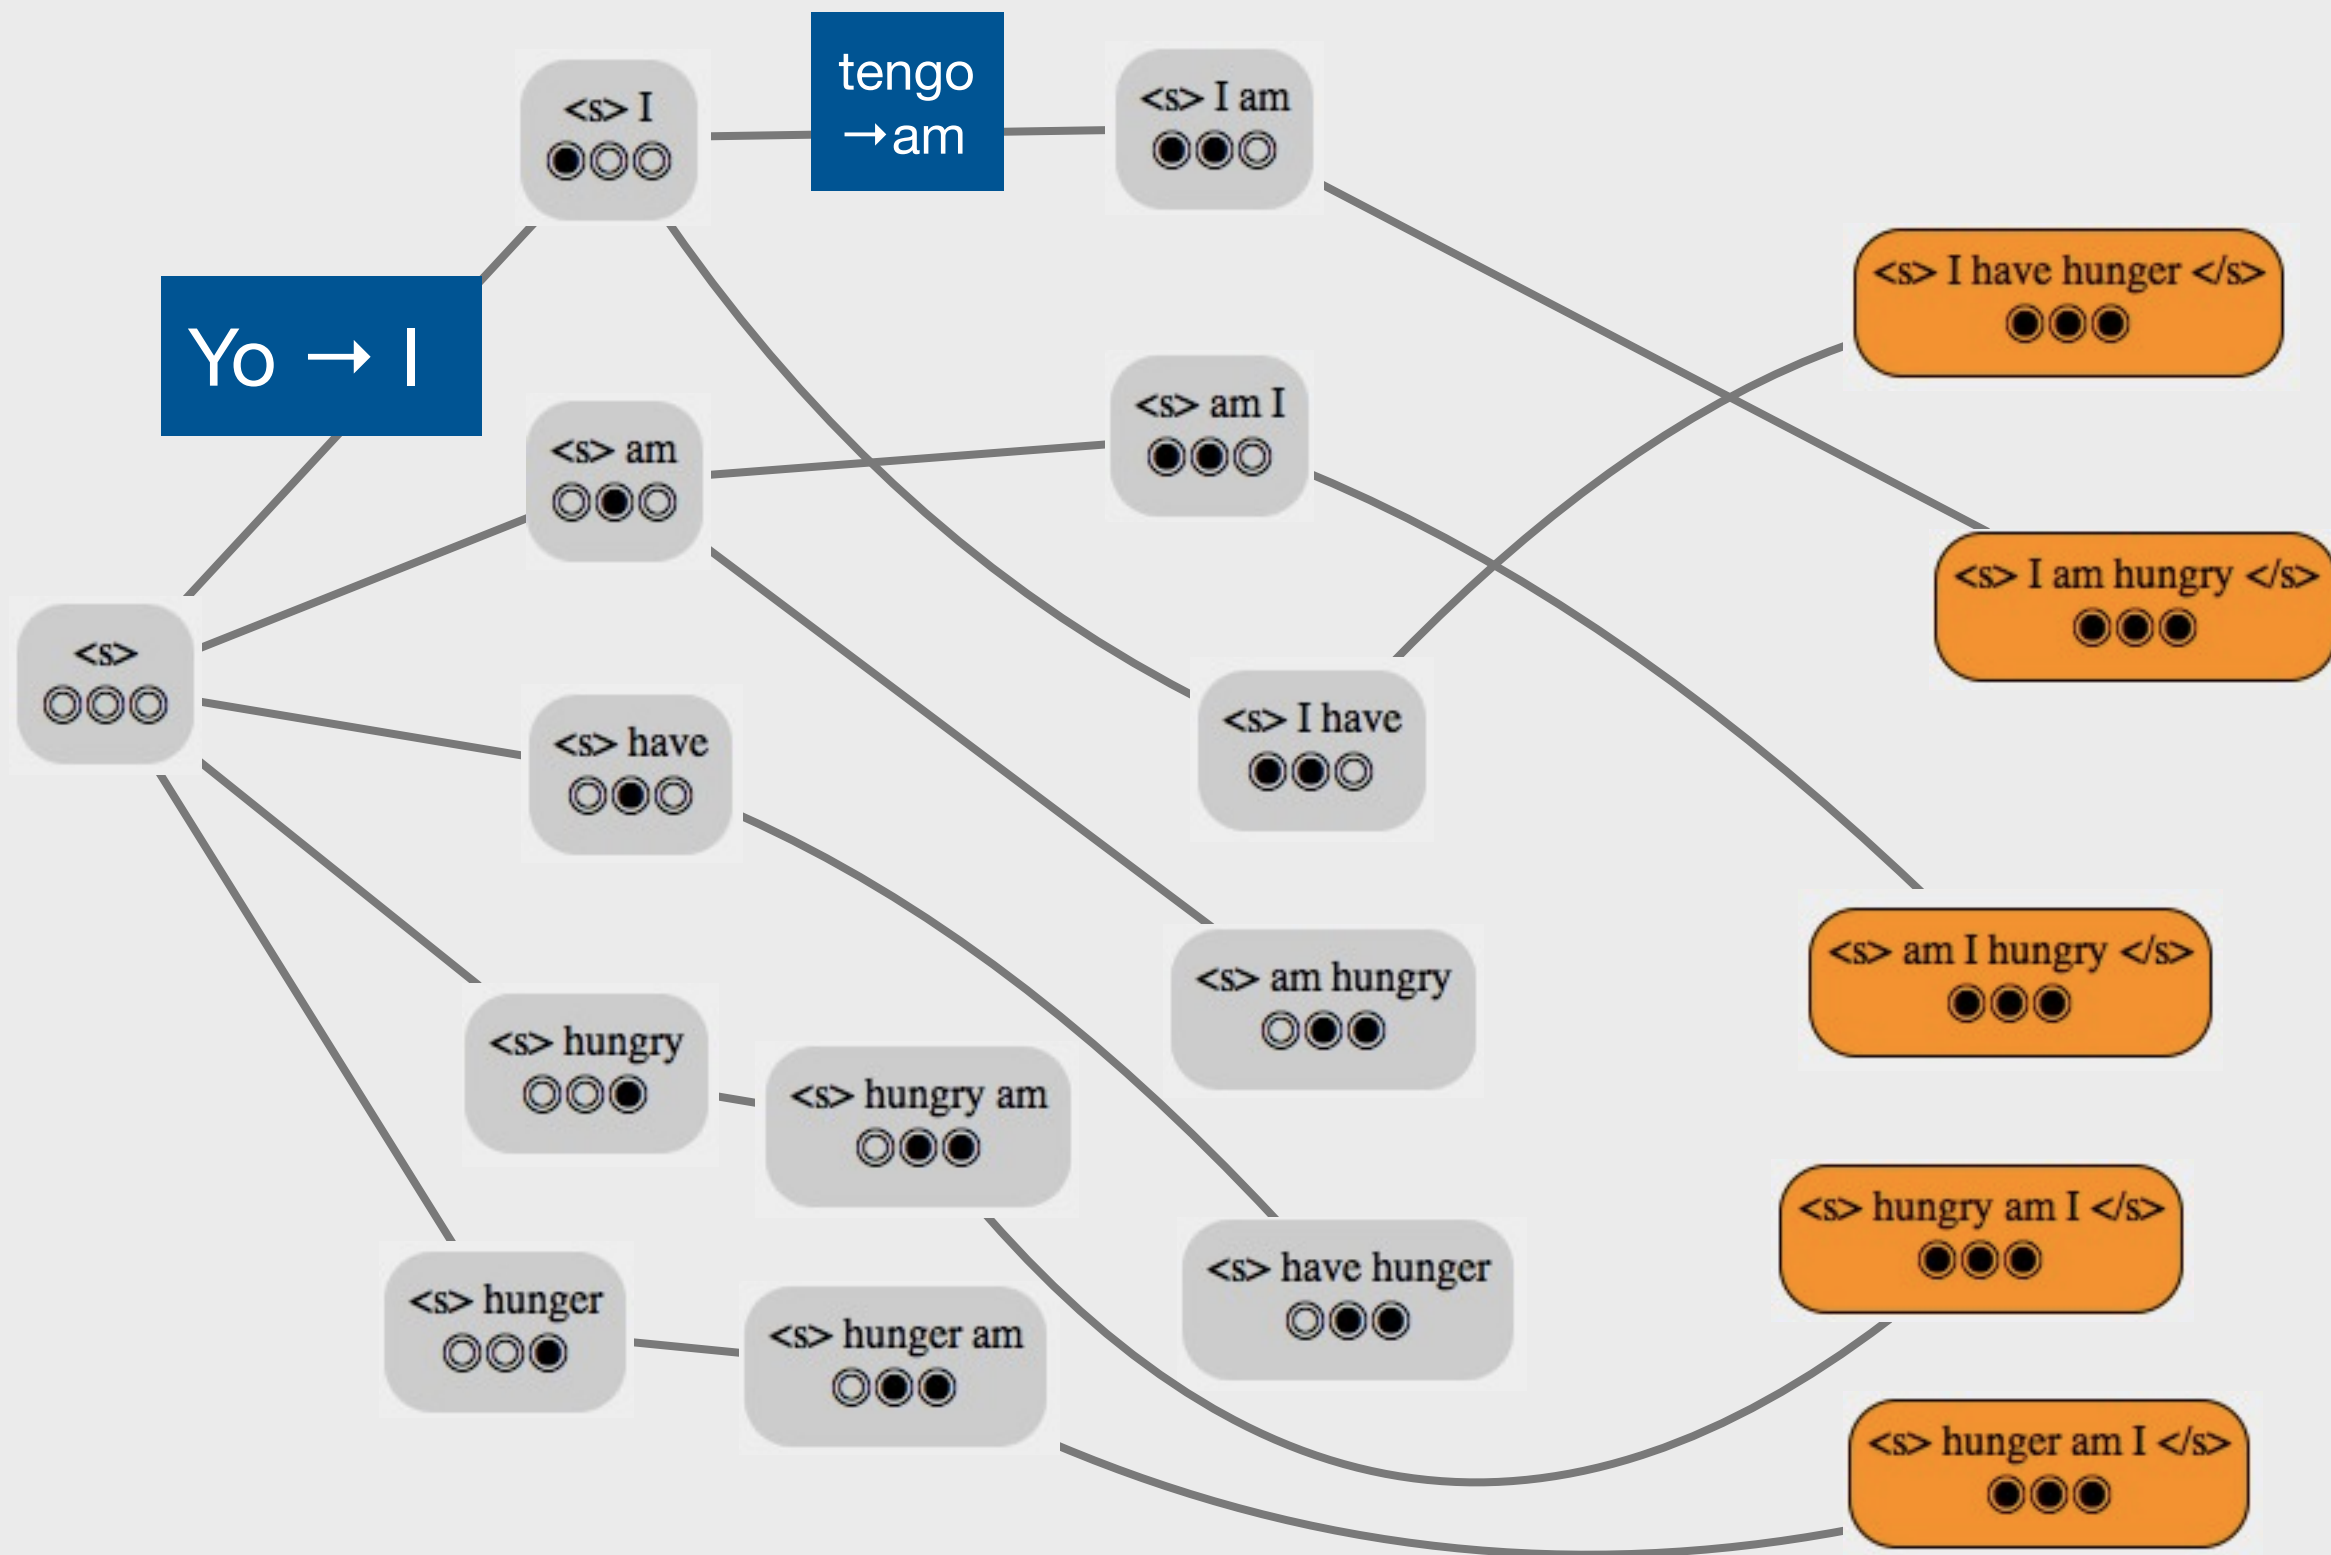 <s> I
tengo
→am
<s> I am
<s> I have hunger </s>
Yo → I
<s> am
<s> am I
<s> I am hungry </s>
<s>
<s> have
<s> I have
<s> am hungry
<s> am I hungry </s>
<s> hungry
<s> hungry am
<s> hungry am I </s>
<s> hunger
<s> hunger am
<s> have hunger
<s> hunger am I </s>